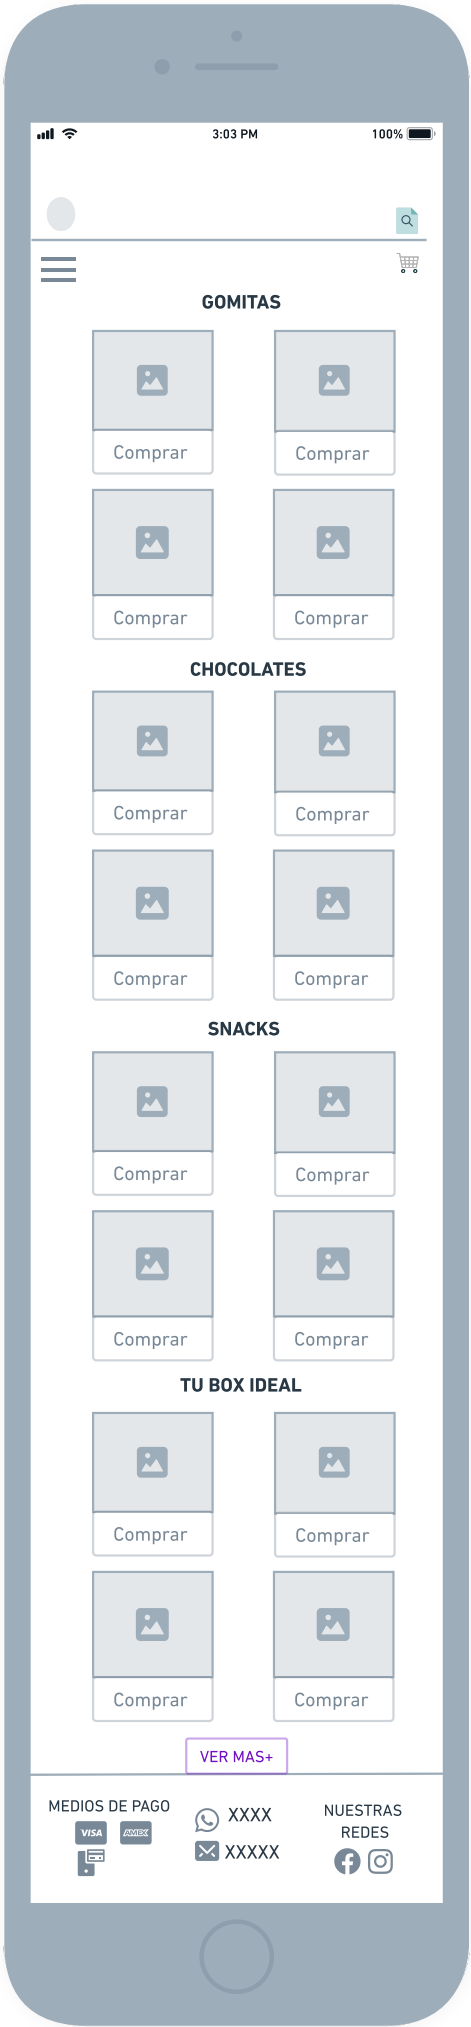 3:03 PM 100%
GOMITAS
Comprar Comprar
Comprar Comprar
CHOCOLATES
Comprar Comprar
Comprar Comprar
SNACKS
Comprar Comprar
Comprar Comprar
TU BOX IDEAL
Comprar Comprar
Comprar Comprar
VER MAS+
MEDIOS DE PAGO
VISA AMEX
XXXX
XXXXX
NUESTRAS
REDES